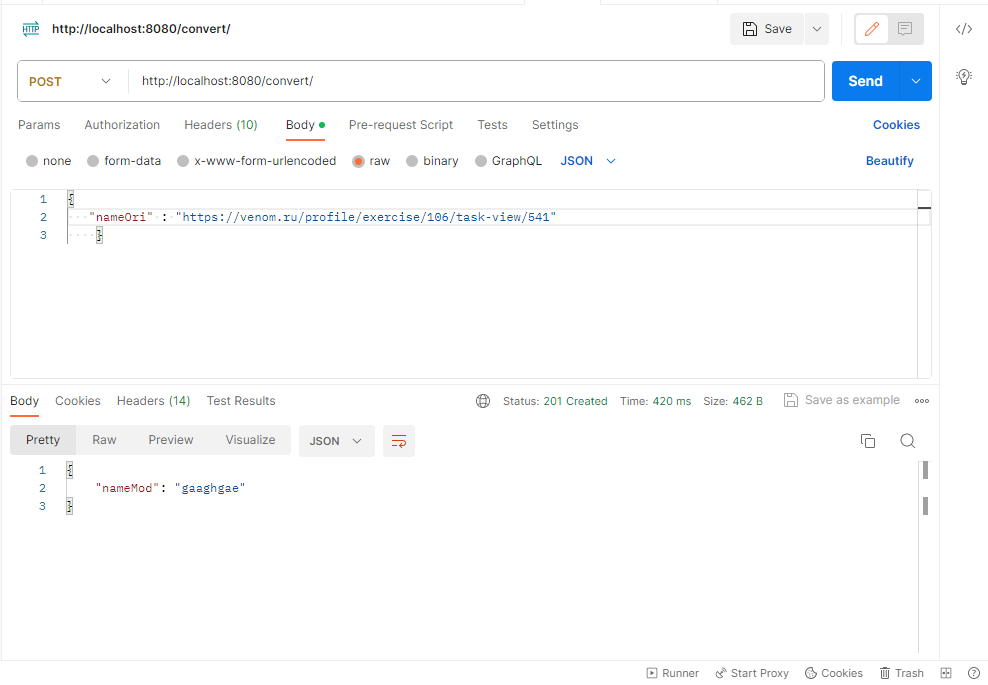 HTTP http://localhost:8080/convert/ Save
POST http://localhost:8080/convert/ Send
Params Authorization Headers (10) Body Pre-request Script Tests Settings Cookies
none form-data x-www-form-urlencoded raw binary GraphQL JSON Beautify
1 {
2 "nameOri" : "https://venom.ru/profile/exercise/106/task-view/541"
3 }
Body Cookies Headers (14) Test Results Status: 201 Created Time: 420 ms Size: 462 B Save as example
Pretty Raw Preview Visualize JSON
1 {
2 "nameMod": "gaaghgae"
3 }
Runner Start Proxy Cookies Trash